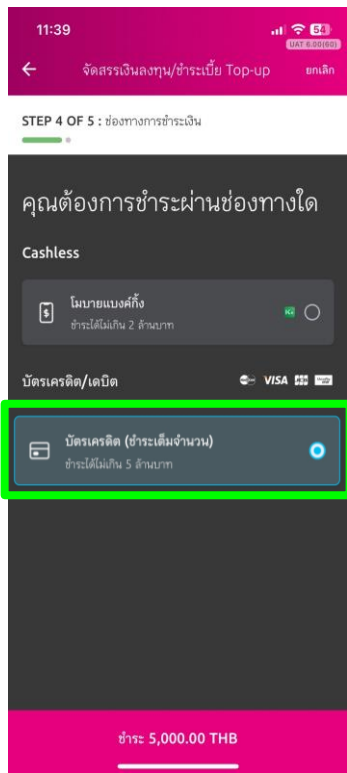 11:39
54
UAT 6.00(60)
จัดสรรเงินลงทุน/ชำระเบี้ย Top-up
ยกเลิก
STEP 4 OF 5 : ช่องทางการชำระเงิน
คุณต้องการชำระผ่านช่องทางใด
Cashless
โมบายแบงค์กิ้ง
ชำระได้ไม่เกิน 2 ล้านบาท
บัตรเครดิต/เดบิต
VISA
บัตรเครดิต (ชำระเต็มจำนวน)
ชำระได้ไม่เกิน 5 ล้านบาท
ชำระ 5,000.00 THB